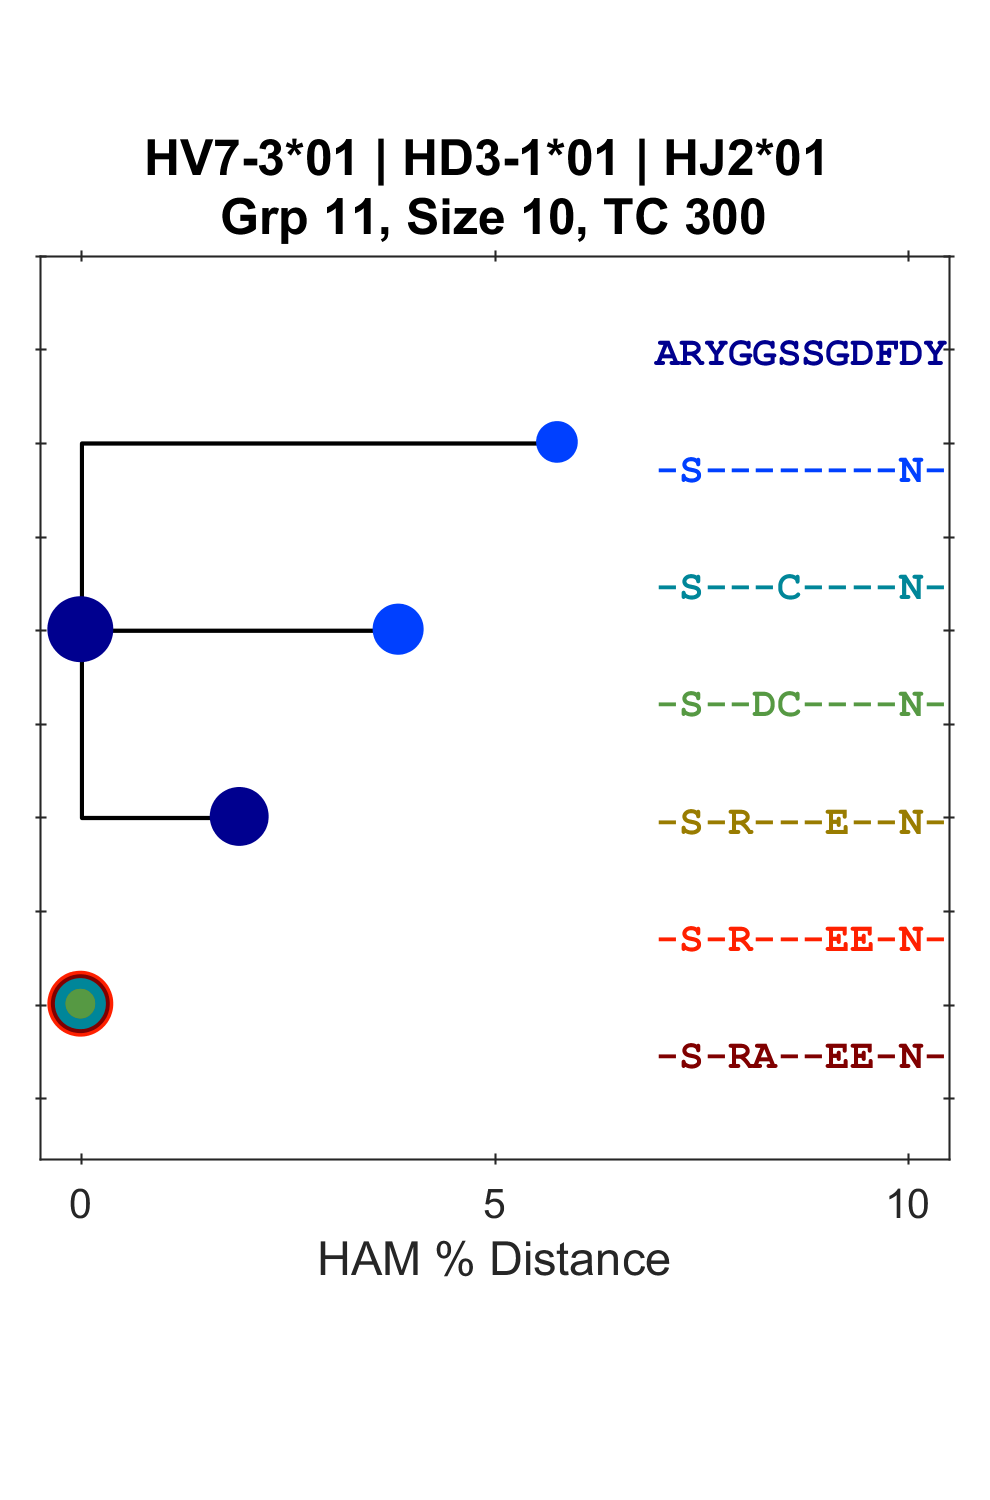 HV7-3*01 | HD3-1*01 | HJ2*01
Grp 11, Size 10, TC 300
ARYGGSSGDFDY
-S--------N-
-S---C----N-
-S--DC----N-
-S-R---E--N-
-S-R---EE-N-
-S-RA--EE-N-
0 5 10
HAM % Distance